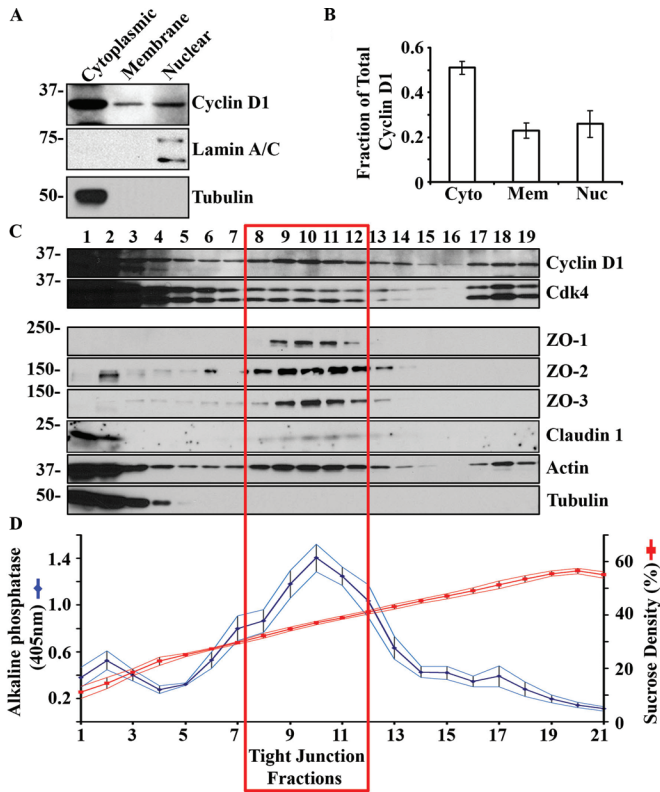 A
Cytoplasmic
Membrane
Nuclear
37-
Cyclin D1
75-
Lamin A/C
50-
Tubulin
B
Fraction of Total
Cyclin D1
0.6
0.4
0.2
0
Cyto Mem Nuc
C
1 2 3 4 5 6 7 8 9 10 11 12 13 14 15 16 17 18 19
37-
Cyclin D1
37-
Cdk4
250-
ZO-1
150-
ZO-2
150-
ZO-3
25-
Claudin 1
37-
Actin
50-
Tubulin
D
Alkaline phosphatase
(405nm)
1.4
1.0
0.6
0.2
60
40
20
0
Sucrose Density (%)
1 3 5 7 9 11 13 15 17 19 21
Tight Junction
Fractions